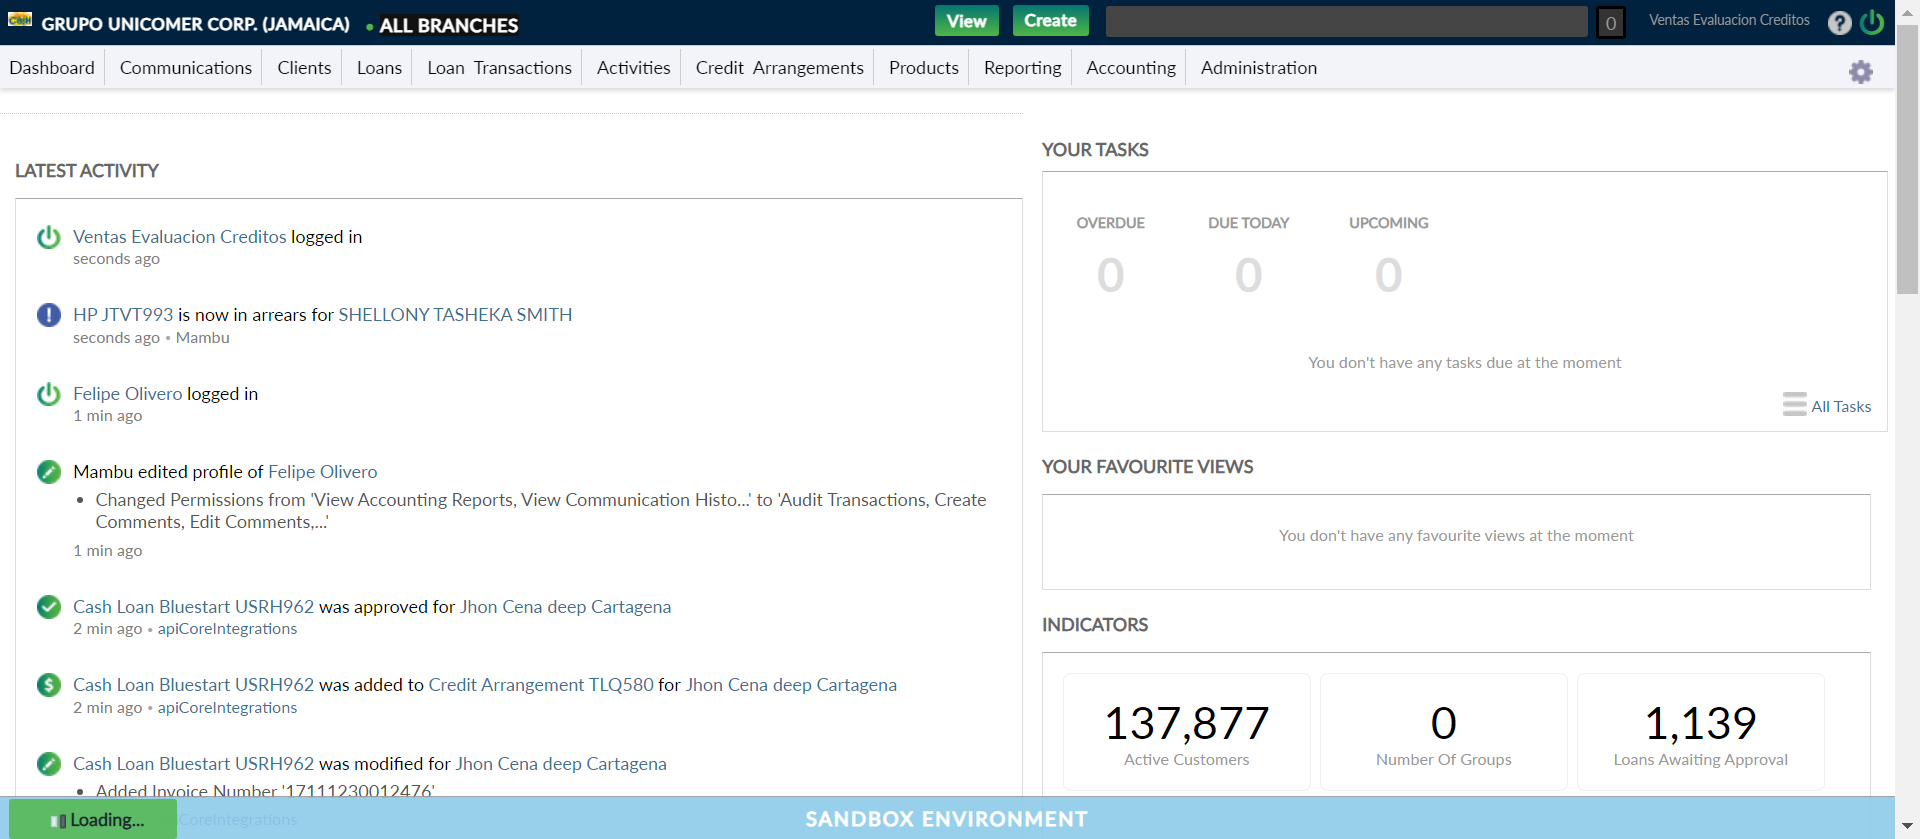 GRUPO UNICOMER CORP. (JAMAICA) • ALL BRANCHES
View
Create
0
Ventas Evaluacion Creditos
?
Dashboard
Communications
Clients
Loans
Loan Transactions
Activities
Credit Arrangements
Products
Reporting
Accounting
Administration
LATEST ACTIVITY
Ventas Evaluacion Creditos logged in
seconds ago
HP JTVT993 is now in arrears for SHELLONY TASHEKA SMITH
seconds ago • Mambu
Felipe Olivero logged in
1 min ago
Mambu edited profile of Felipe Olivero
• Changed Permissions from 'View Accounting Reports, View Communication Histo...' to 'Audit Transactions, Create
Comments, Edit Comments,...'
1 min ago
Cash Loan Bluestart USRH962 was approved for Jhon Cena deep Cartagena
2 min ago • apiCoreIntegrations
Cash Loan Bluestart USRH962 was added to Credit Arrangement TLQ580 for Jhon Cena deep Cartagena
2 min ago • apiCoreIntegrations
Cash Loan Bluestart USRH962 was modified for Jhon Cena deep Cartagena
• Added Invoice Number '17111230012476'
YOUR TASKS
OVERDUE
DUE TODAY
UPCOMING
0
0
0
You don't have any tasks due at the moment
All Tasks
YOUR FAVOURITE VIEWS
You don't have any favourite views at the moment
INDICATORS
137,877
Active Customers
0
Number Of Groups
1,139
Loans Awaiting Approval
Loading...
CoreIntegrations
SANDBOX ENVIRONMENT